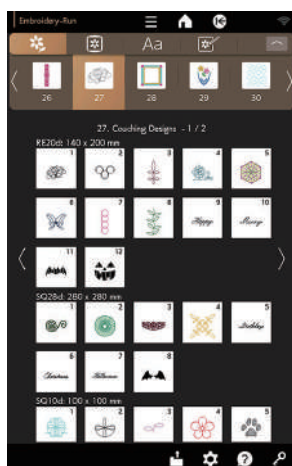 Embroidery-Run
Aa
26 27 28 29 30
27. Couching Designs - 1 / 2
RE20d: 140 x 200 mm
1 2 3 4 5
6 7 8 9 10
Happy Merry
11 12
SQ28d: 280 x 280 mm
1 2 3 4 5
Birthday
6 7 8
Christmas Halloween
SQ10d: 100 x 100 mm
1 2 3 4 5
?